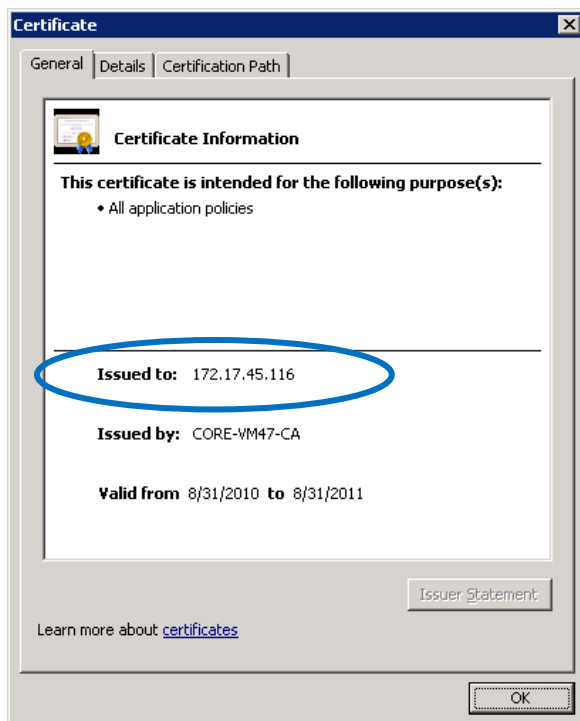 Certificate
General
Details
Certification Path
Certificate Information
This certificate is intended for the following purpose(s):
• All application policies
Issued to: 172.17.45.116
Issued by: CORE-VM47-CA
Valid from 8/31/2010 to 8/31/2011
Issuer Statement
Learn more about certificates
OK